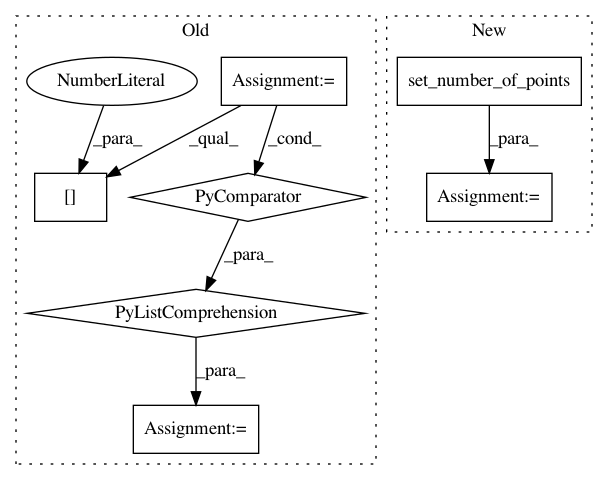 Old
New
NumberLiteral
Assignment:=
set_number_of_points
_para_
_qual_
_cond_
_para_
[]
PyComparator
Assignment:=
_para_
PyListComprehension
_para_
Assignment:=